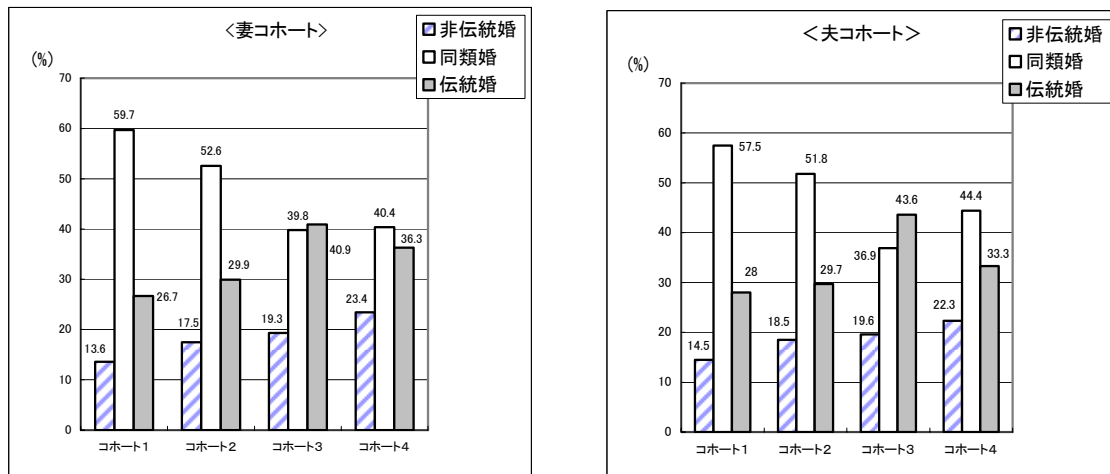 <妻コホート>
(%)
非伝統婚
同類婚
伝統婚
70
60
50
40
30
20
10
0
13.6
59.7
26.7
17.5
52.6
29.9
19.3
39.8
40.9
23.4
40.4
36.3
コホート1
コホート2
コホート3
コホート4
<夫コホート>
(%)
非伝統婚
同類婚
伝統婚
70
60
50
40
30
20
10
0
14.5
57.5
28
18.5
51.8
29.7
19.6
36.9
43.6
22.3
44.4
33.3
コホート1
コホート2
コホート3
コホート4